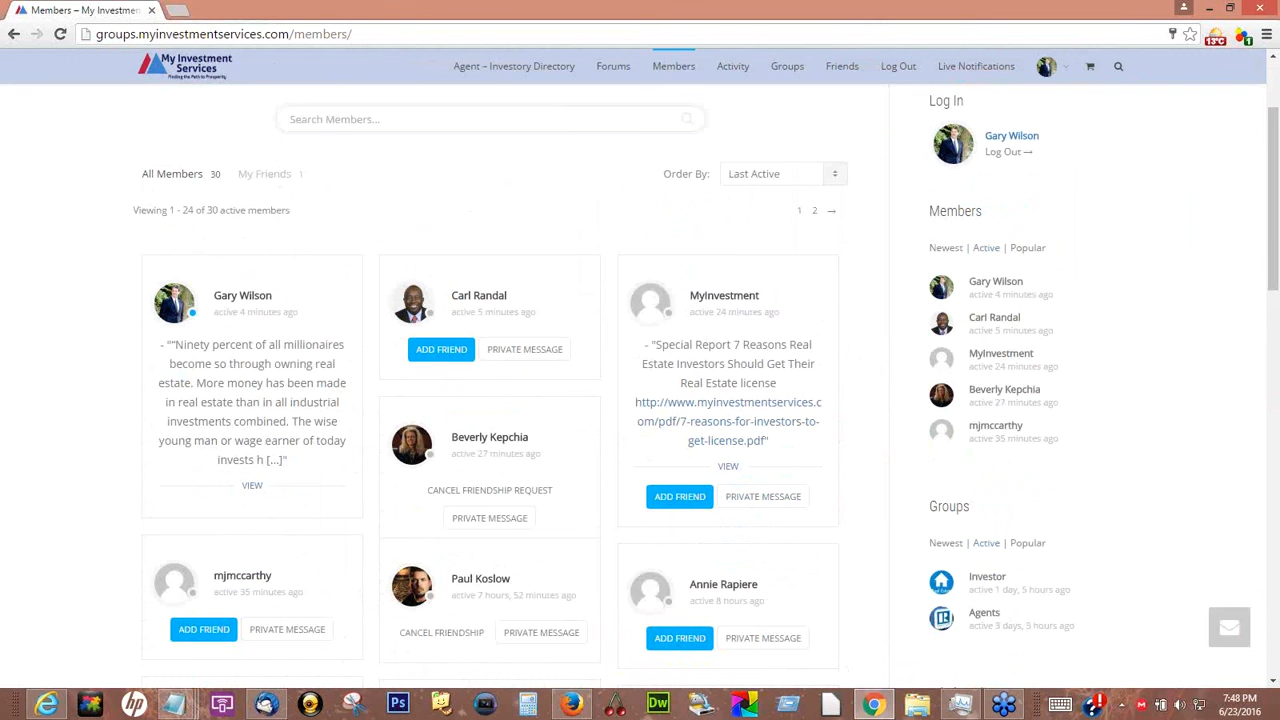 Members – My Investmen
groups.myinvestmentservices.com/members/
13°C
1
My Investment
Services
Finding the Path to Prosperity
Agent – Investory Directory
Forums
Members
Activity
Groups
Friends
Log Out
Live Notifications
Search Members...
All Members 30
My Friends 1
Order By:
Last Active
Viewing 1 - 24 of 30 active members
1 2 →
Gary Wilson
active 4 minutes ago
- "“Ninety percent of all millionaires
become so through owning real
estate. More money has been made
in real estate than in all industrial
investments combined. The wise
young man or wage earner of today
invests h […]"
VIEW
Carl Randal
active 5 minutes ago
ADD FRIEND
PRIVATE MESSAGE
MyInvestment
active 24 minutes ago
- "Special Report 7 Reasons Real
Estate Investors Should Get Their
Real Estate license
http://www.myinvestmentservices.c
om/pdf/7-reasons-for-investors-to-
get-license.pdf"
VIEW
ADD FRIEND
PRIVATE MESSAGE
Beverly Kepchia
active 27 minutes ago
CANCEL FRIENDSHIP REQUEST
PRIVATE MESSAGE
mjmccarthy
active 35 minutes ago
ADD FRIEND
PRIVATE MESSAGE
Paul Koslow
active 7 hours, 52 minutes ago
CANCEL FRIENDSHIP
PRIVATE MESSAGE
Annie Rapiere
active 8 hours ago
ADD FRIEND
PRIVATE MESSAGE
Log In
Gary Wilson
Log Out →
Members
Newest | Active | Popular
Gary Wilson
active 4 minutes ago
Carl Randal
active 5 minutes ago
MyInvestment
active 24 minutes ago
Beverly Kepchia
active 27 minutes ago
mjmccarthy
active 35 minutes ago
Groups
Newest | Active | Popular
Investor
active 1 day, 5 hours ago
Agents
active 3 days, 3 hours ago
hp
Ps
Dw
7:48 PM
6/23/2016